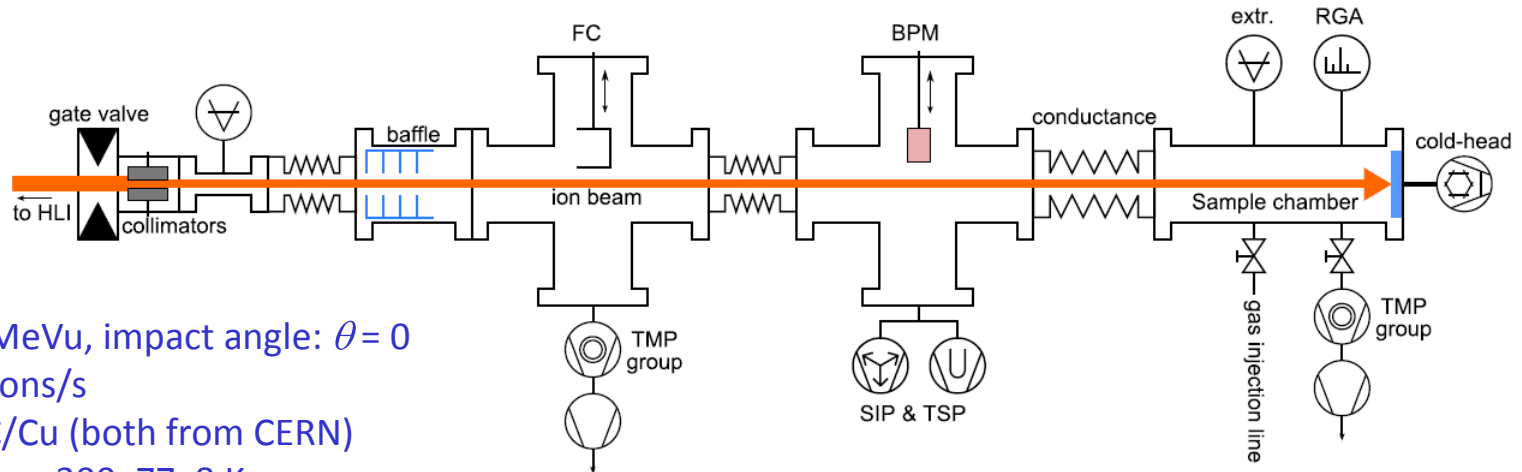 extr.
RGA
FC
BPM
gate valve
baffle
conductance
cold-head
ion beam
Sample chamber
to HLI
collimators
TMP
group
SIP & TSP
gas injection line
TMP
group
MeVu, impact angle: θ = 0
ons/s
/Cu (both from CERN)